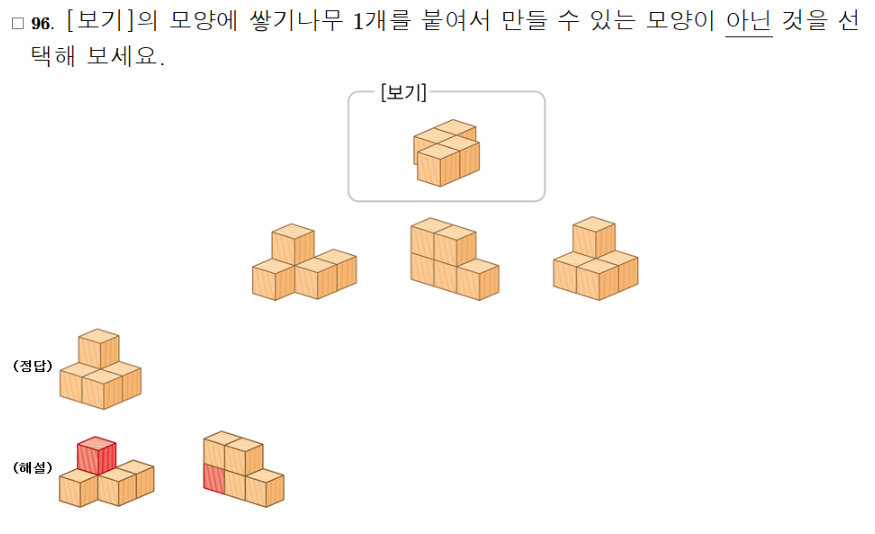 □ 96. [보기]의 모양에 쌓기나무 1개를 붙여서 만들 수 있는 모양이 아닌 것을 선
택해 보세요.
[보기]
(정답)
(해설)